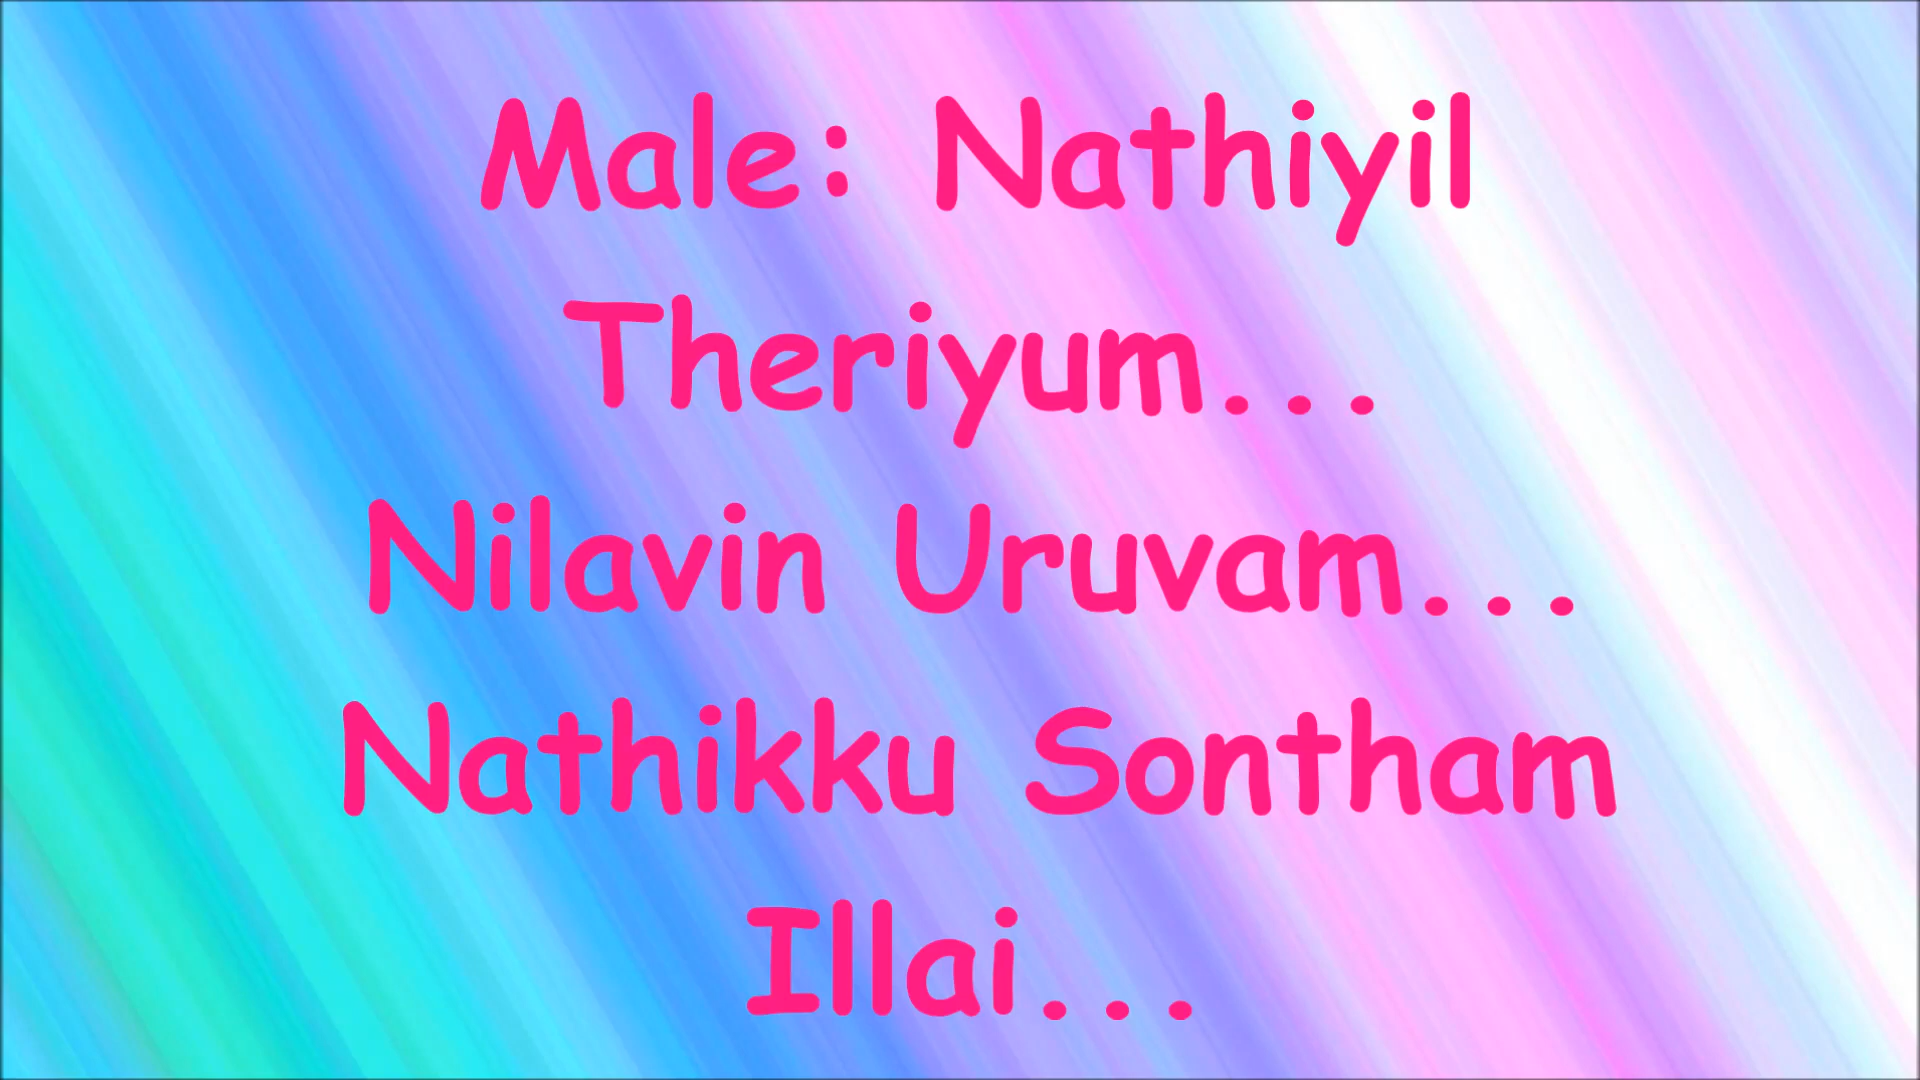 Male: Nathiyil
Theriyum...
Nilavin Uruvam...
Nathikku Sontham
Illai...